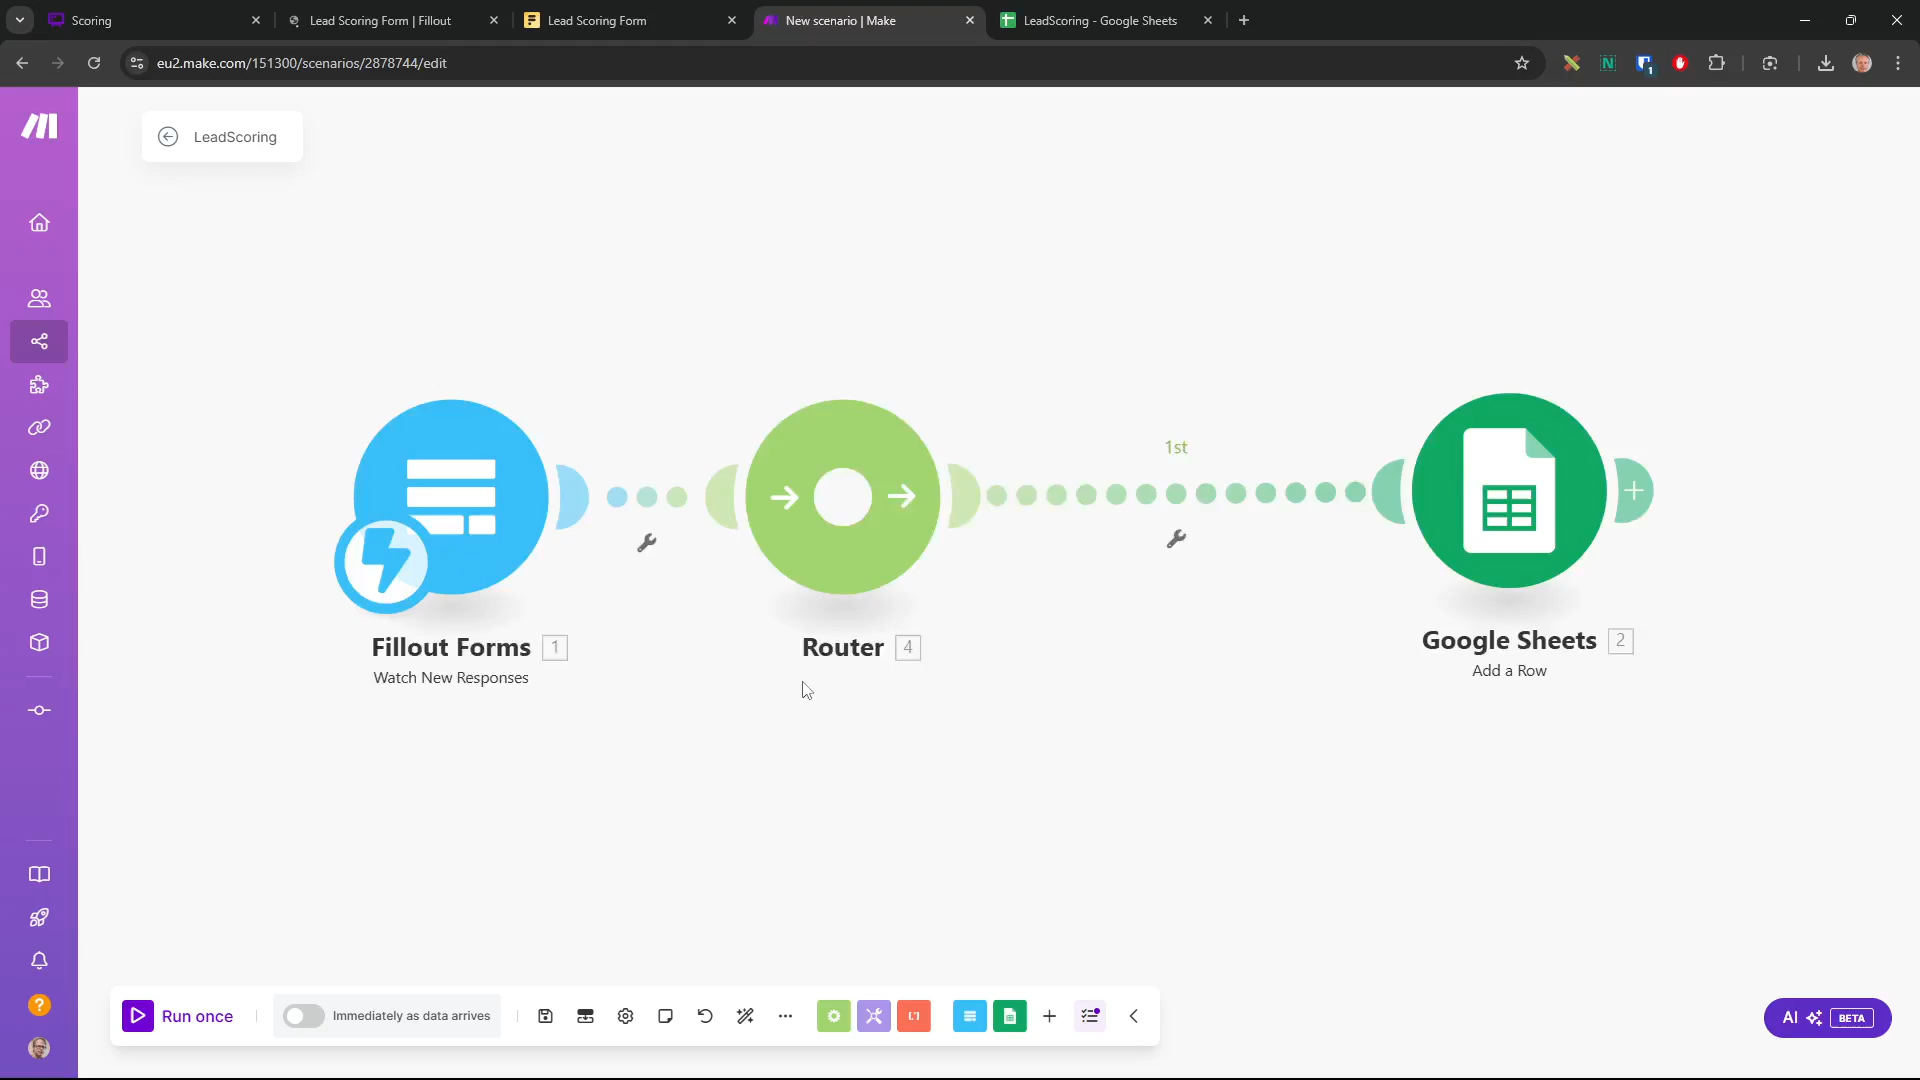 Scoring
Lead Scoring Form | Fillout
Lead Scoring Form
New scenario | Make
LeadScoring - Google Sheets
eu2.make.com/151300/scenarios/2878744/edit
N
1
LeadScoring
1st
Fillout Forms 1
Watch New Responses
Router 4
Google Sheets 2
Add a Row
Run once
Immediately as data arrives
AI BETA
?